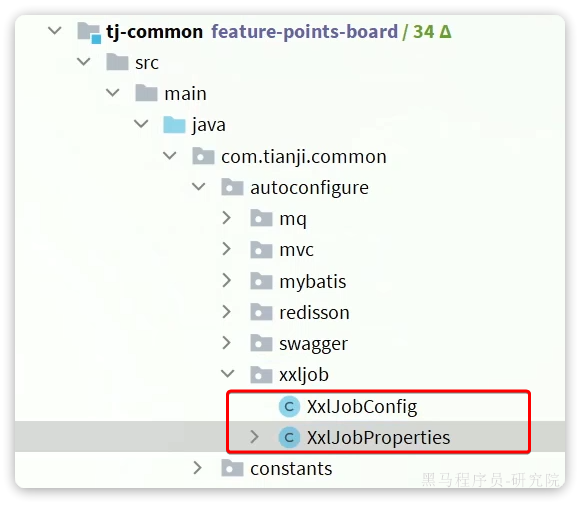 tj-common feature-points-board / 34 Δ
src
main
java
com.tianji.common
autoconfigure
mq
mvc
mybatis
redisson
swagger
xxljob
XxlJobConfig
XxlJobProperties
constants
黑马程序员-研究院